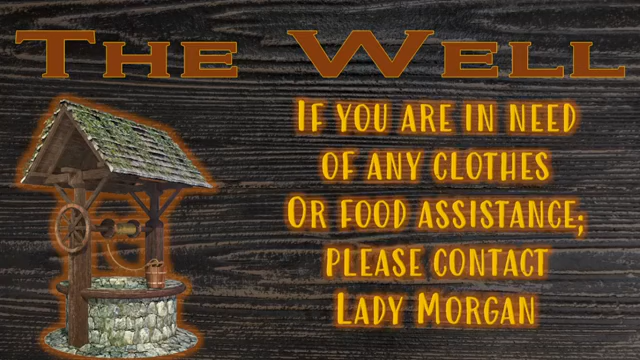 The Well
If you are in need
of any clothes
Or food assistance;
please contact
Lady Morgan